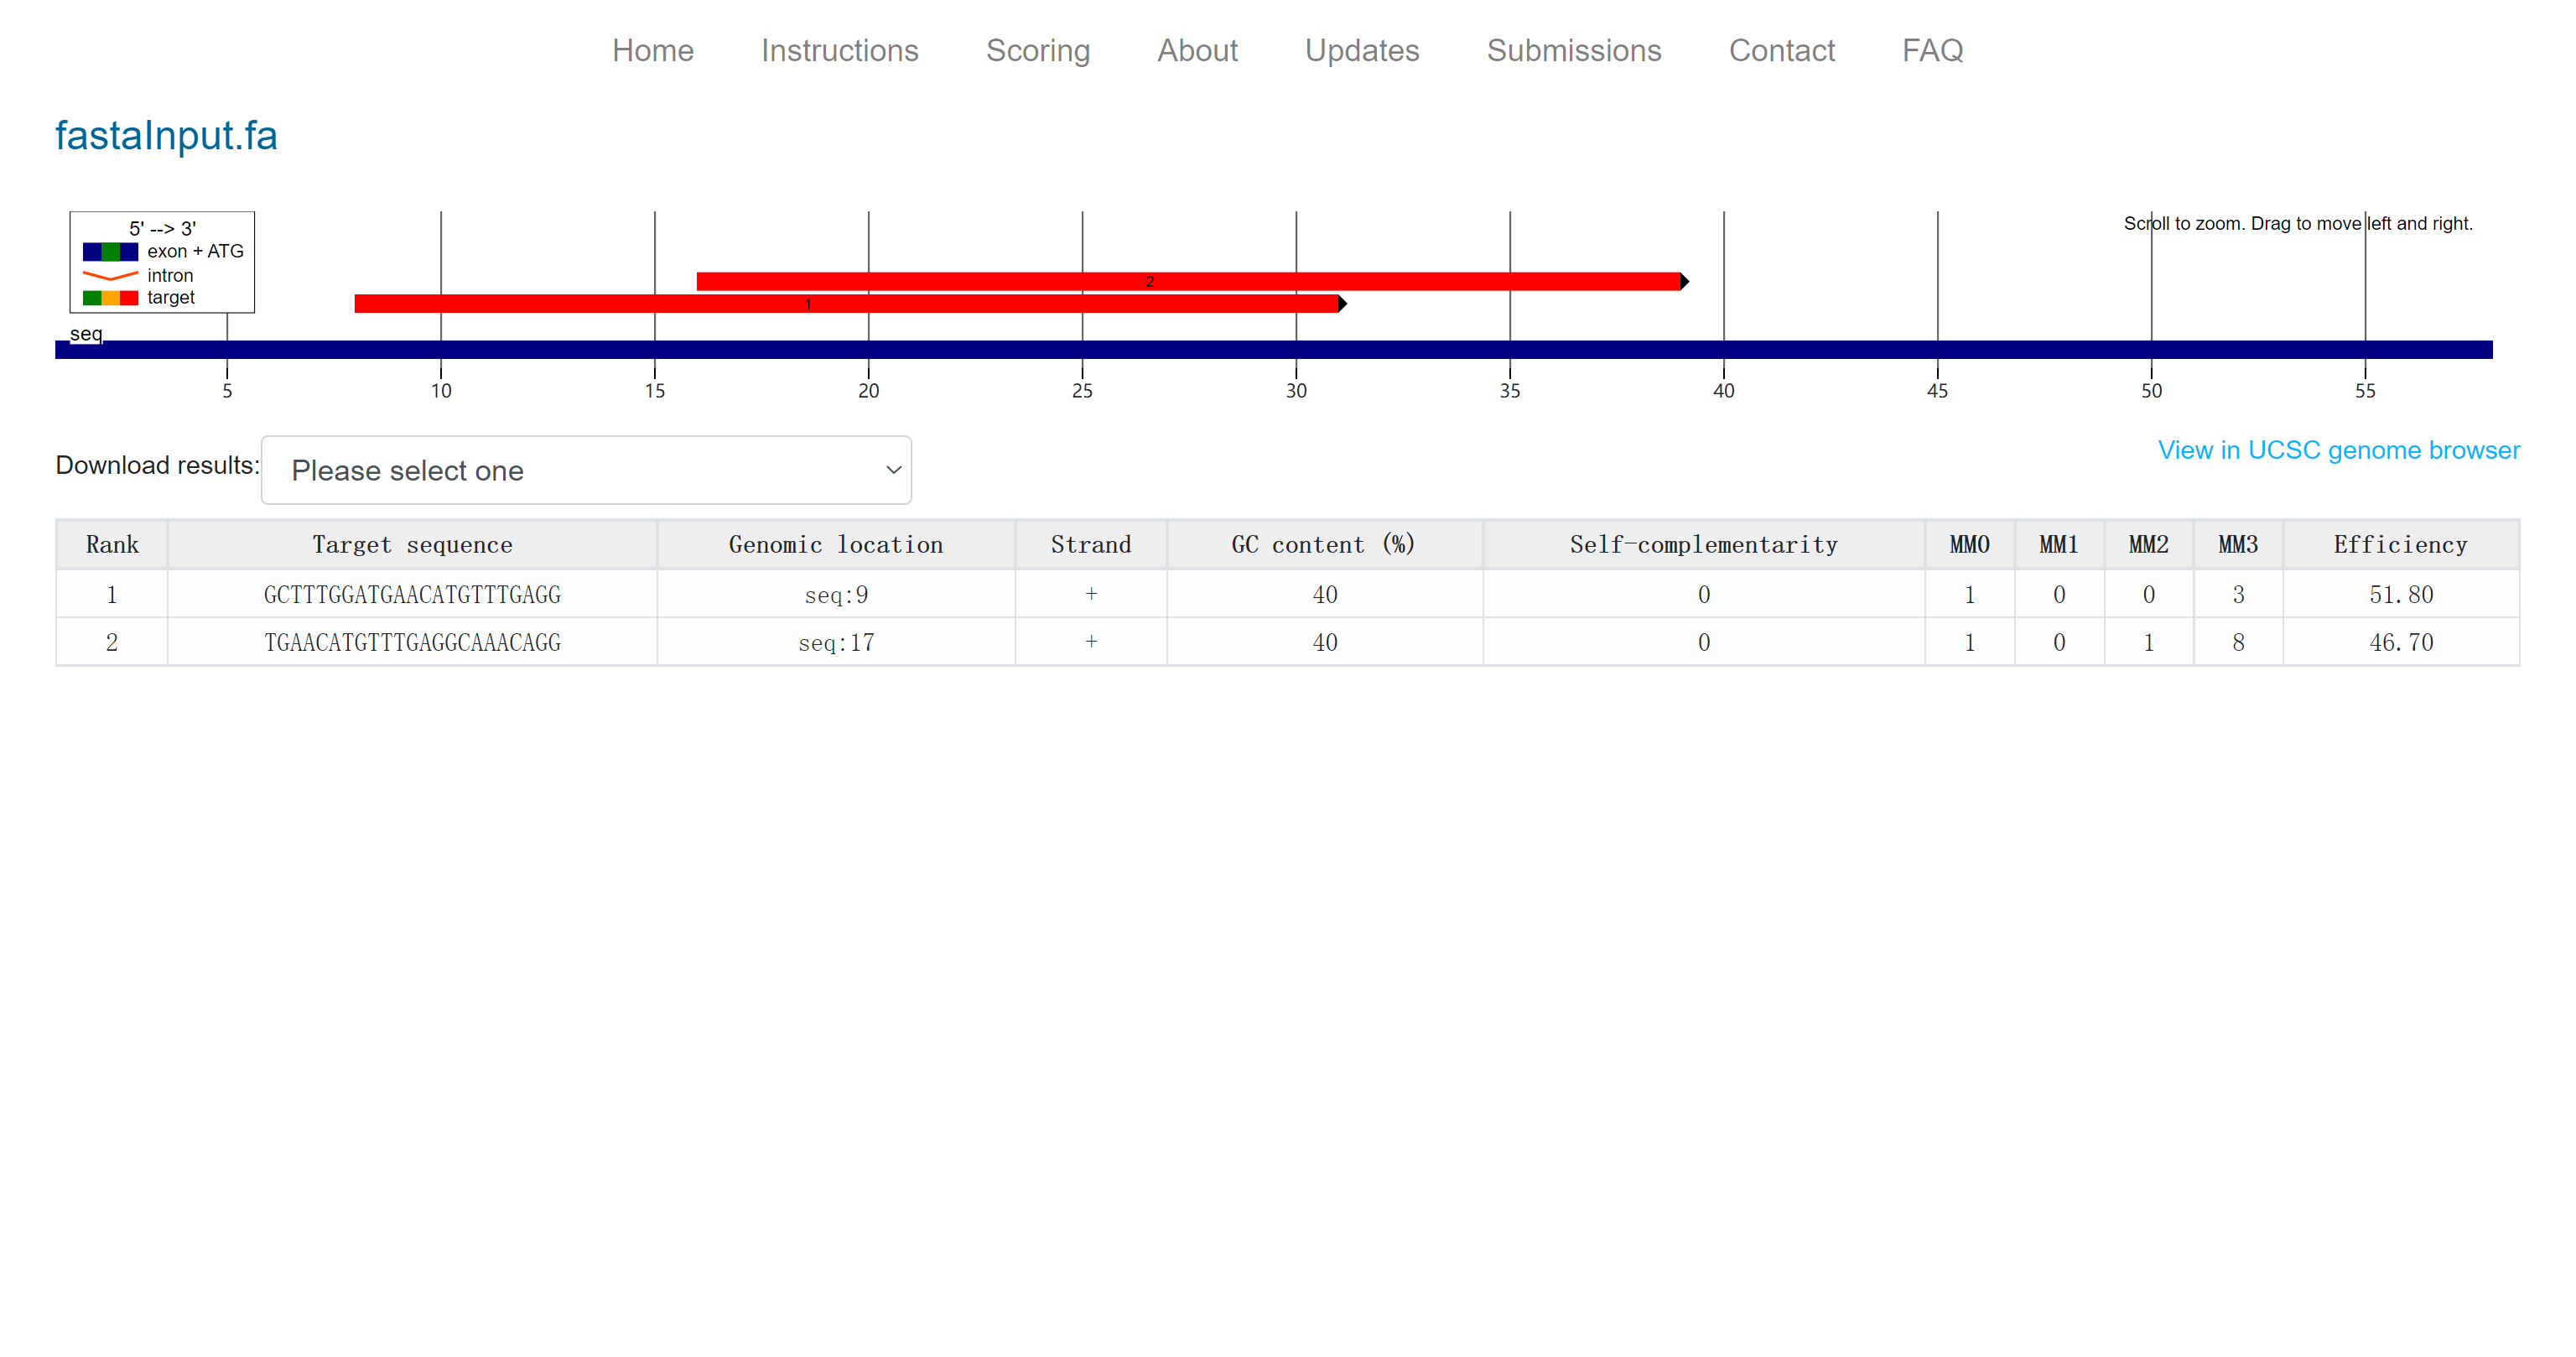 Home Instructions Scoring About Updates Submissions Contact FAQ
fastaInput.fa
5' --> 3'
exon + ATG
intron
target
Scroll to zoom. Drag to move left and right.
2
1
seq
5 10 15 20 25 30 35 40 45 50 55
Download results: Please select one
View in UCSC genome browser
Rank Target sequence Genomic location Strand GC content (%) Self-complementarity MM0 MM1 MM2 MM3 Efficiency
1 GCTTTGGATGAACATGTTTGAGG seq:9 + 40 0 1 0 0 3 51.80
2 TGAACATGTTTGAGGCAAACAGG seq:17 + 40 0 1 0 1 8 46.70